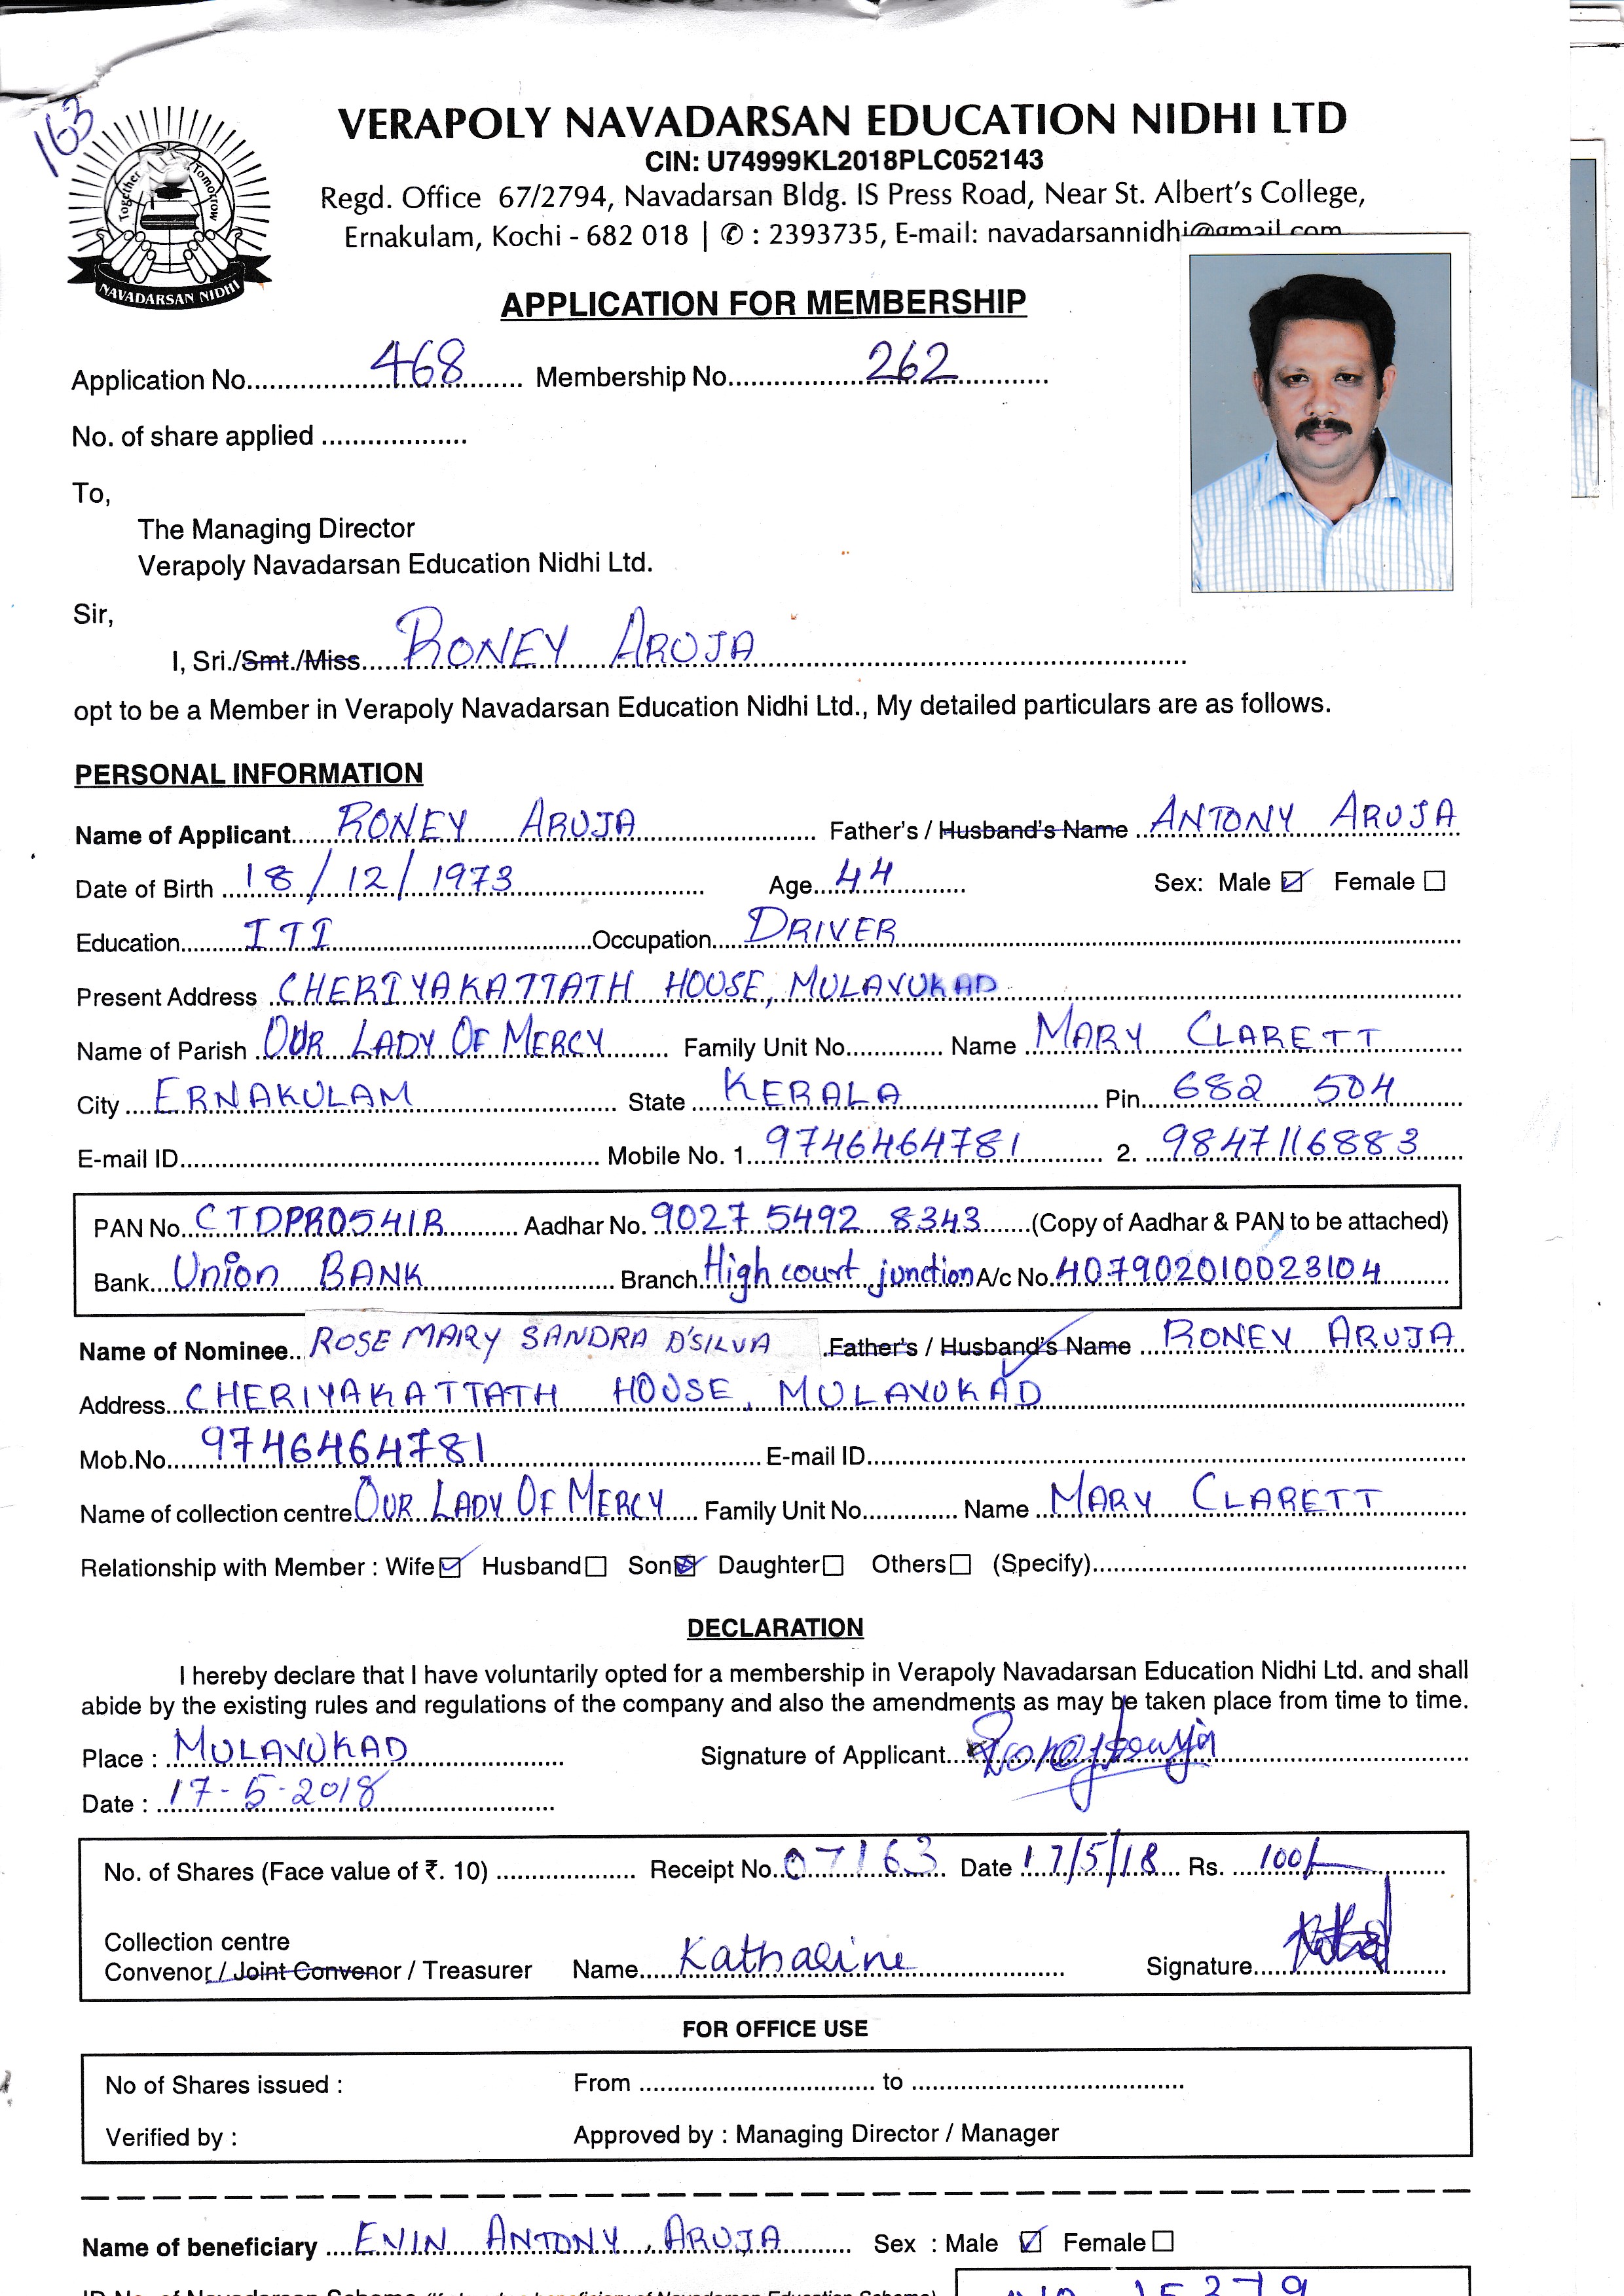 163
VERAPOLY NAVADARSAN EDUCATION NIDHI LTD
CIN: U74999KL2018PLC052143
Regd. Office 67/2794, Navadarsan Bldg. IS Press Road, Near St. Albert's College,
Ernakulam, Kochi - 682 018 | ✆ : 2393735, E-mail: navadarsannidhi@gmail.com
Together Tomorrow
NAVADARSAN NIDHI
APPLICATION FOR MEMBERSHIP
Application No. 468 Membership No. 262
No. of share applied
To,
The Managing Director
Verapoly Navadarsan Education Nidhi Ltd.
Sir,
I, Sri./Smt./Miss. RONEY ARUJA
opt to be a Member in Verapoly Navadarsan Education Nidhi Ltd., My detailed particulars are as follows.
PERSONAL INFORMATION
Name of Applicant RONEY ARUJA Father's / Husband's Name ANTONY ARUJA
Date of Birth 18/12/1973 Age 44 Sex: Male ☑ Female ☐
Education ITI Occupation DRIVER
Present Address CHERIYAKATTATH HOUSE, MULAVUKAD
Name of Parish OUR LADY OF MERCY Family Unit No. Name MARY CLARETT
City ERNAKULAM State KERALA Pin 682 504
E-mail ID Mobile No. 1. 9746464781 2. 9847116883
PAN No. CTDPR0541R Aadhar No. 9027 5492 8343 (Copy of Aadhar & PAN to be attached)
Bank Union BANK Branch High court junction A/c No. 407902010023104
Name of Nominee ROSE MARY SANDRA D'SILVA Father's / Husband's Name RONEY ARUJA
Address CHERIYAKATTATH HOUSE, MULAVUKAD
Mob.No. 9746464781 E-mail ID
Name of collection centre OUR LADY OF MERCY Family Unit No. Name MARY CLARETT
Relationship with Member : Wife ☑ Husband ☐ Son ☑ Daughter ☐ Others ☐ (Specify)
DECLARATION
I hereby declare that I have voluntarily opted for a membership in Verapoly Navadarsan Education Nidhi Ltd. and shall
abide by the existing rules and regulations of the company and also the amendments as may be taken place from time to time.
Place : MULAVUKAD Signature of Applicant
Date : 17-5-2018
No. of Shares (Face value of ₹. 10) Receipt No. 07163 Date 17/5/18 Rs. 100/-
Collection centre
Convenor / Joint Convenor / Treasurer Name Kathaline Signature
FOR OFFICE USE
No of Shares issued : From to
Verified by : Approved by : Managing Director / Manager
Name of beneficiary EVIN ANTONY ARUJA Sex : Male ☑ Female ☐